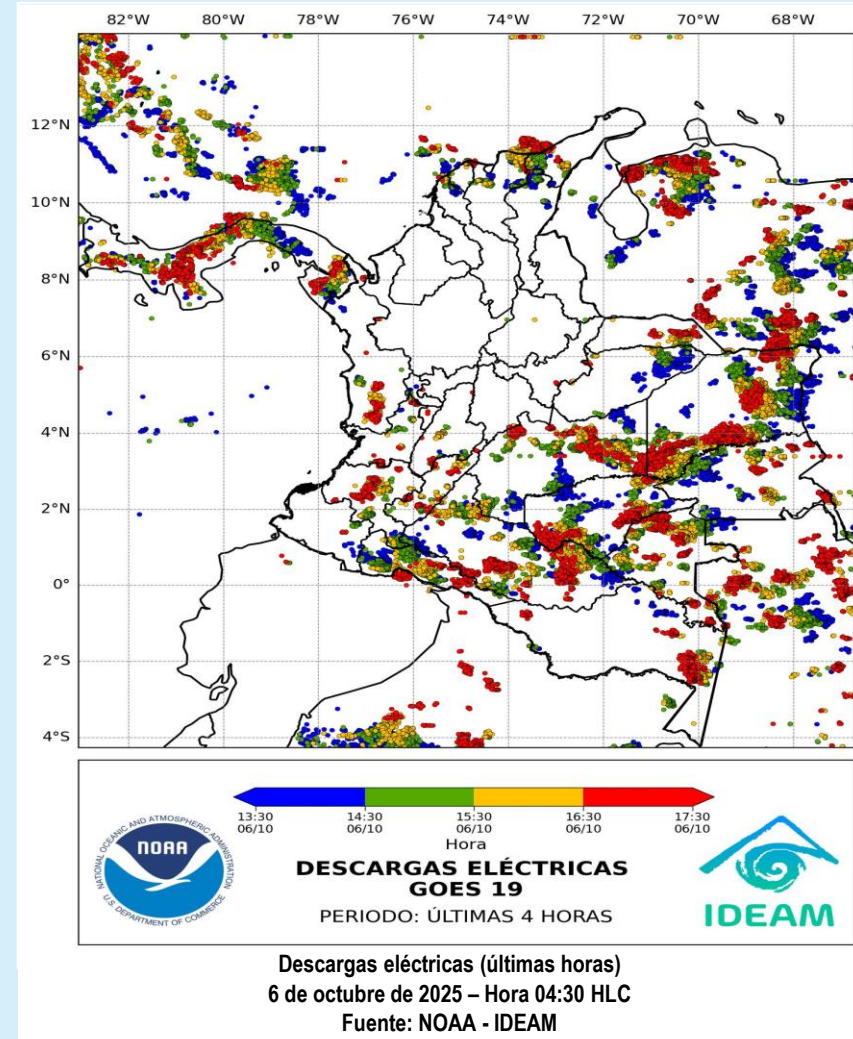 82°W 80°W 78°W 76°W 74°W 72°W 70°W 68°W
12°N
10°N
8°N
6°N
4°N
2°N
0°
2°S
4°S
13:30 14:30 15:30 16:30 17:30
06/10 06/10 06/10 06/10 06/10
Hora
NATIONAL OCEANIC AND ATMOSPHERIC ADMINISTRATION
NOAA
U.S. DEPARTMENT OF COMMERCE
DESCARGAS ELÉCTRICAS
GOES 19
PERIODO: ÚLTIMAS 4 HORAS
IDEAM
Descargas eléctricas (últimas horas)
6 de octubre de 2025 – Hora 04:30 HLC
Fuente: NOAA - IDEAM